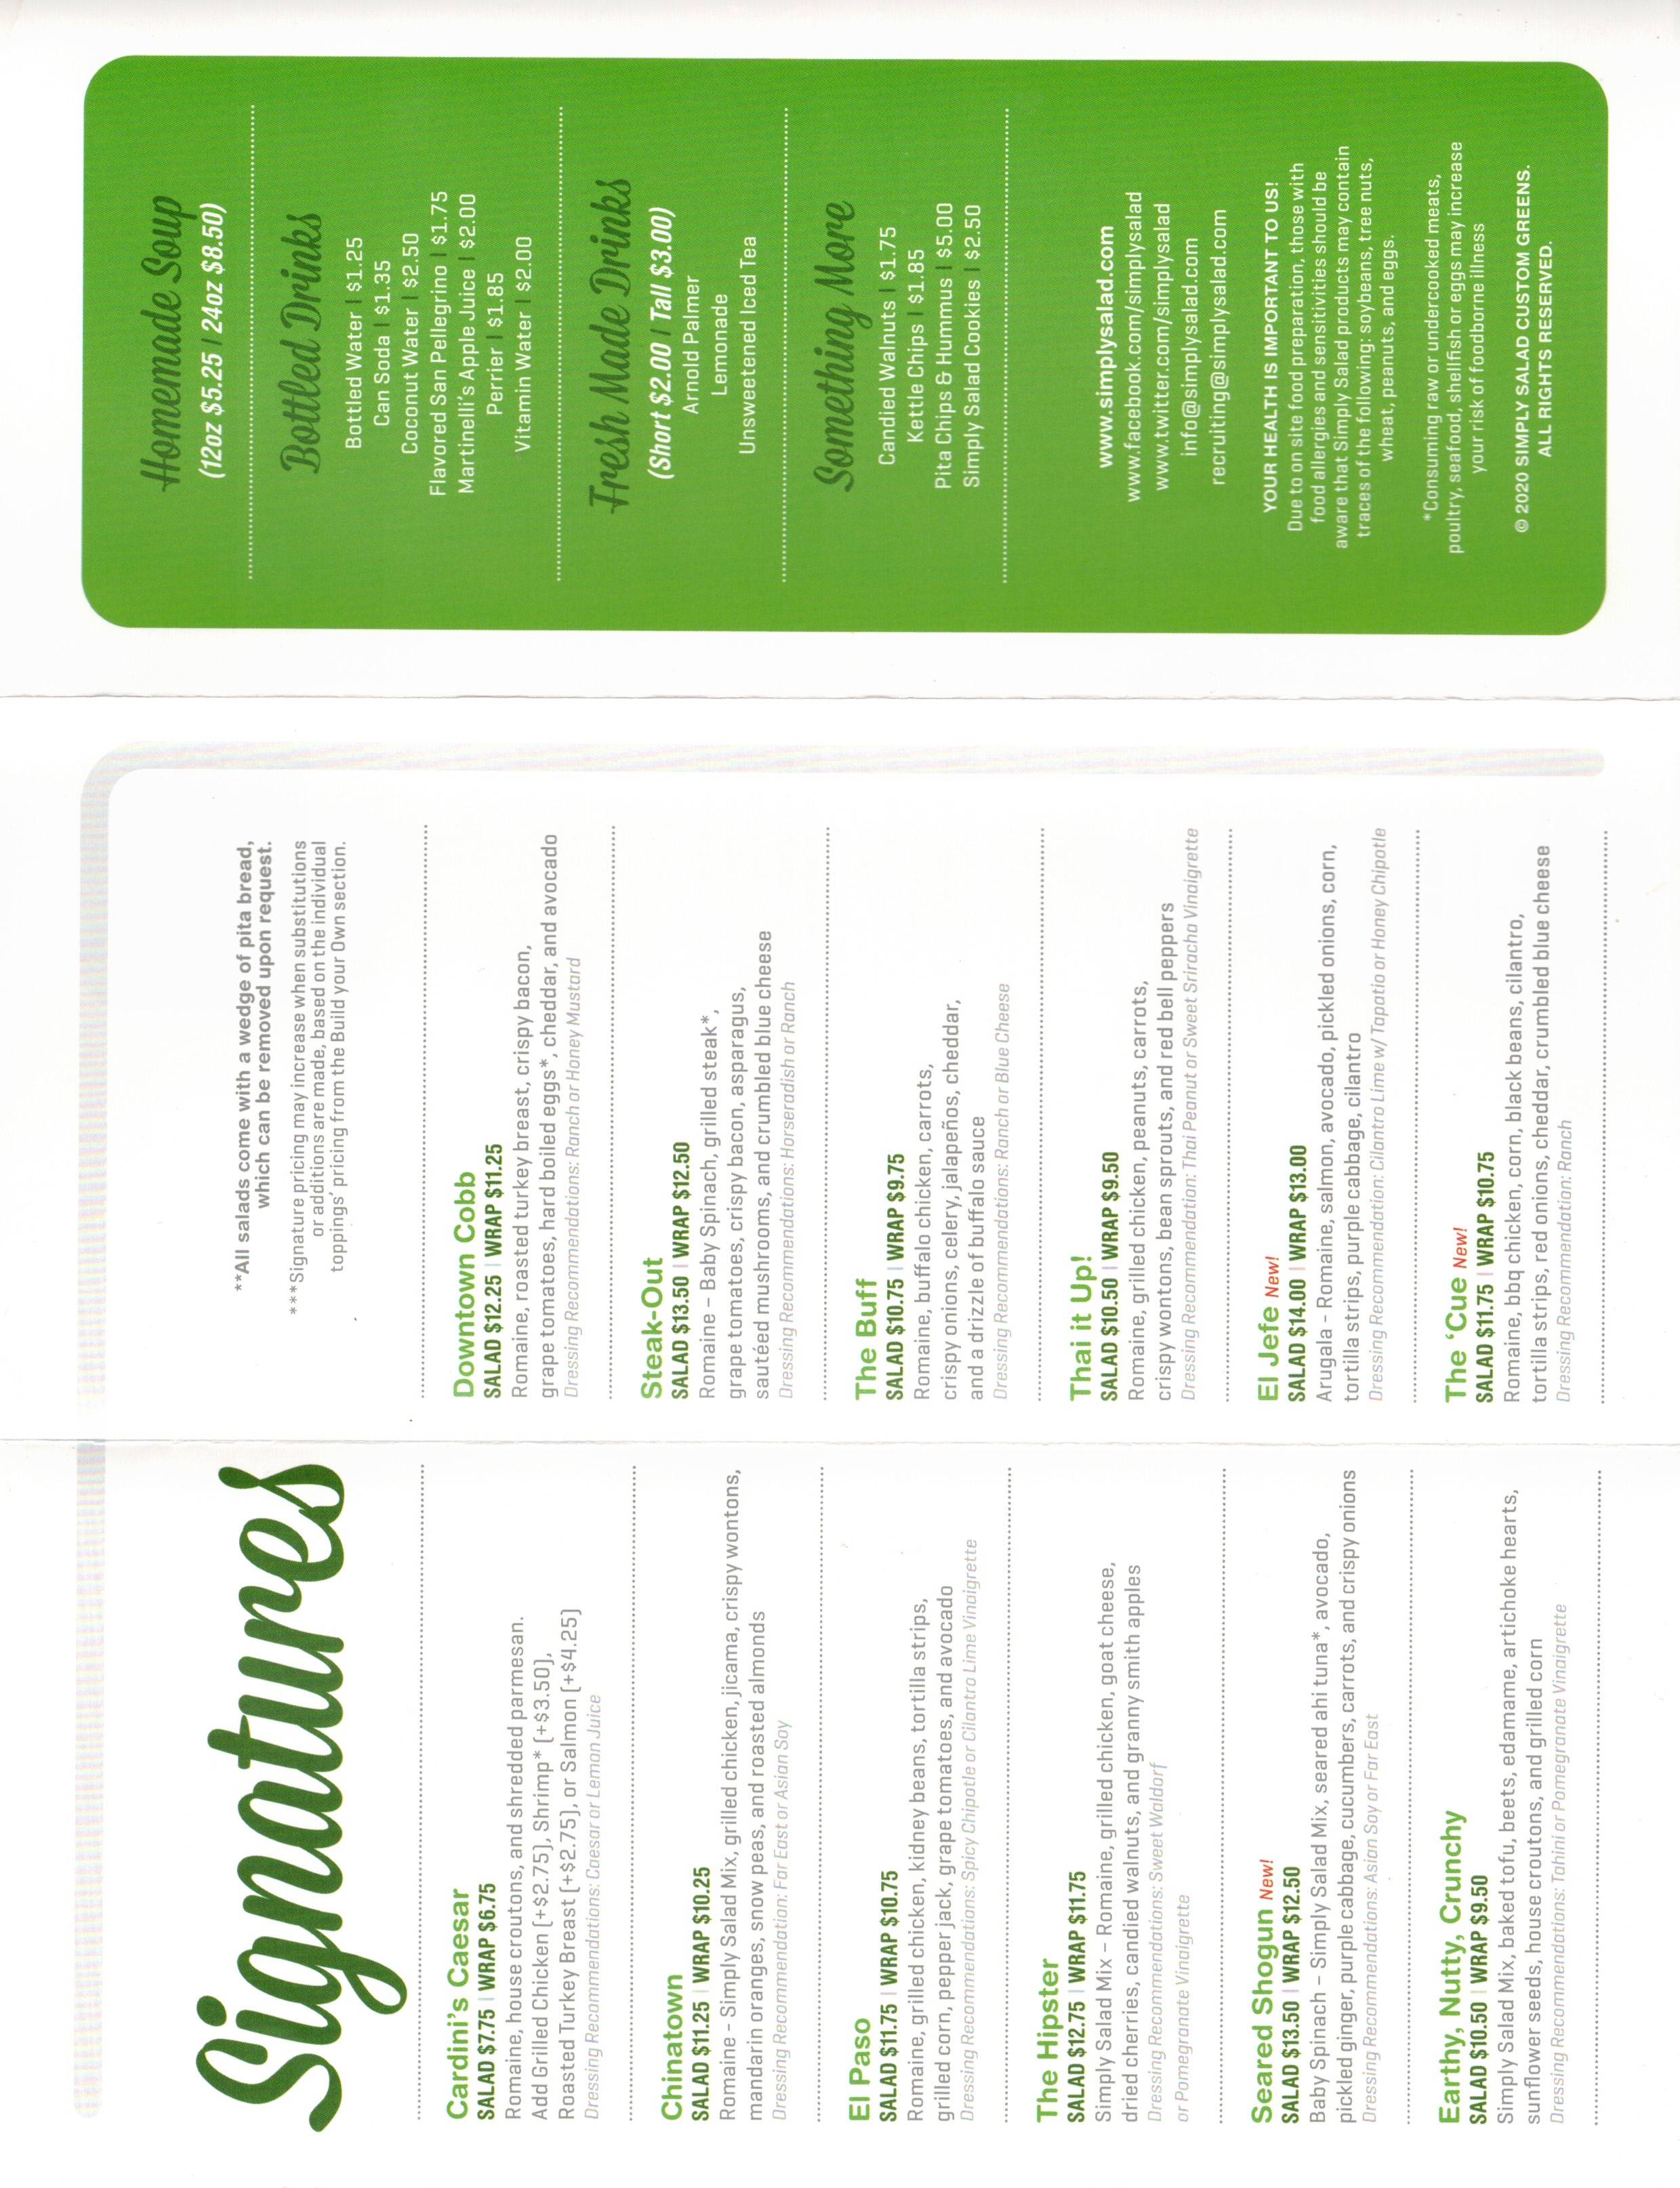 Signatures
Cardini's Caesar
SALAD $7.75 | WRAP $6.75
Romaine, house croutons, and shredded parmesan.
Add Grilled Chicken (+$2.75), Shrimp* (+$3.50),
Roasted Turkey Breast (+$2.75), or Salmon (+$4.25)
Dressing Recommendations: Caesar or Lemon Juice
Chinatown
SALAD $11.25 | WRAP $10.25
Romaine - Simply Salad Mix, grilled chicken, jicama, crispy wontons,
mandarin oranges, snow peas, and roasted almonds
Dressing Recommendation: Far East or Asian Soy
El Paso
SALAD $11.75 | WRAP $10.75
Romaine, grilled chicken, kidney beans, tortilla strips,
grilled corn, pepper jack, grape tomatoes, and avocado
Dressing Recommendations: Spicy Chipotle or Cilantro Lime Vinaigrette
The Hipster
SALAD $12.75 | WRAP $11.75
Simply Salad Mix – Romaine, grilled chicken, goat cheese,
dried cherries, candied walnuts, and granny smith apples
Dressing Recommendations: Sweet Waldorf
or Pomegranate Vinaigrette
Seared Shogun New!
SALAD $13.50 | WRAP $12.50
Baby Spinach – Simply Salad Mix, seared ahi tuna*, avocado,
pickled ginger, purple cabbage, cucumbers, carrots, and crispy onions
Dressing Recommendations: Asian Soy or Far East
Earthy, Nutty, Crunchy
SALAD $10.50 | WRAP $9.50
Simply Salad Mix, baked tofu, beets, edamame, artichoke hearts,
sunflower seeds, house croutons, and grilled corn
Dressing Recommendations: Tahini or Pomegranate Vinaigrette
**All salads come with a wedge of pita bread,
which can be removed upon request.
***Signature pricing may increase when substitutions
or additions are made, based on the individual
toppings' pricing from the Build your Own section.
Downtown Cobb
SALAD $12.25 | WRAP $11.25
Romaine, roasted turkey breast, crispy bacon,
grape tomatoes, hard boiled eggs*, cheddar, and avocado
Dressing Recommendations: Ranch or Honey Mustard
Steak-Out
SALAD $13.50 | WRAP $12.50
Romaine – Baby Spinach, grilled steak*,
grape tomatoes, crispy bacon, asparagus,
sautéed mushrooms, and crumbled blue cheese
Dressing Recommendations: Horseradish or Ranch
The Buff
SALAD $10.75 | WRAP $9.75
Romaine, buffalo chicken, carrots,
crispy onions, celery, jalapeños, cheddar,
and a drizzle of buffalo sauce
Dressing Recommendations: Ranch or Blue Cheese
Thai it Up!
SALAD $10.50 | WRAP $9.50
Romaine, grilled chicken, peanuts, carrots,
crispy wontons, bean sprouts, and red bell peppers
Dressing Recommendation: Thai Peanut or Sweet Sriracha Vinaigrette
El Jefe New!
SALAD $14.00 | WRAP $13.00
Arugala - Romaine, salmon, avocado, pickled onions, corn,
tortilla strips, purple cabbage, cilantro
Dressing Recommendation: Cilantro Lime w/ Tapatio or Honey Chipotle
The 'Cue New!
SALAD $11.75 | WRAP $10.75
Romaine, bbq chicken, corn, black beans, cilantro,
tortilla strips, red onions, cheddar, crumbled blue cheese
Dressing Recommendation: Ranch
Homemade Soup
(12oz $5.25 / 24oz $8.50)
Bottled Drinks
Bottled Water | $1.25
Can Soda | $1.35
Coconut Water | $2.50
Flavored San Pellegrino | $1.75
Martinelli's Apple Juice | $2.00
Perrier | $1.85
Vitamin Water | $2.00
Fresh Made Drinks
(Short $2.00 / Tall $3.00)
Arnold Palmer
Lemonade
Unsweetened Iced Tea
Something More
Candied Walnuts | $1.75
Kettle Chips | $1.85
Pita Chips & Hummus | $5.00
Simply Salad Cookies | $2.50
www.simplysalad.com
www.facebook.com/simplysalad
www.twitter.com/simplysalad
info@simplysalad.com
recruiting@simplysalad.com
YOUR HEALTH IS IMPORTANT TO US!
Due to on site food preparation, those with
food allergies and sensitivities should be
aware that Simply Salad products may contain
traces of the following: soybeans, tree nuts,
wheat, peanuts, and eggs.
*Consuming raw or undercooked meats,
poultry, seafood, shellfish or eggs may increase
your risk of foodborne illness
© 2020 SIMPLY SALAD CUSTOM GREENS.
ALL RIGHTS RESERVED.